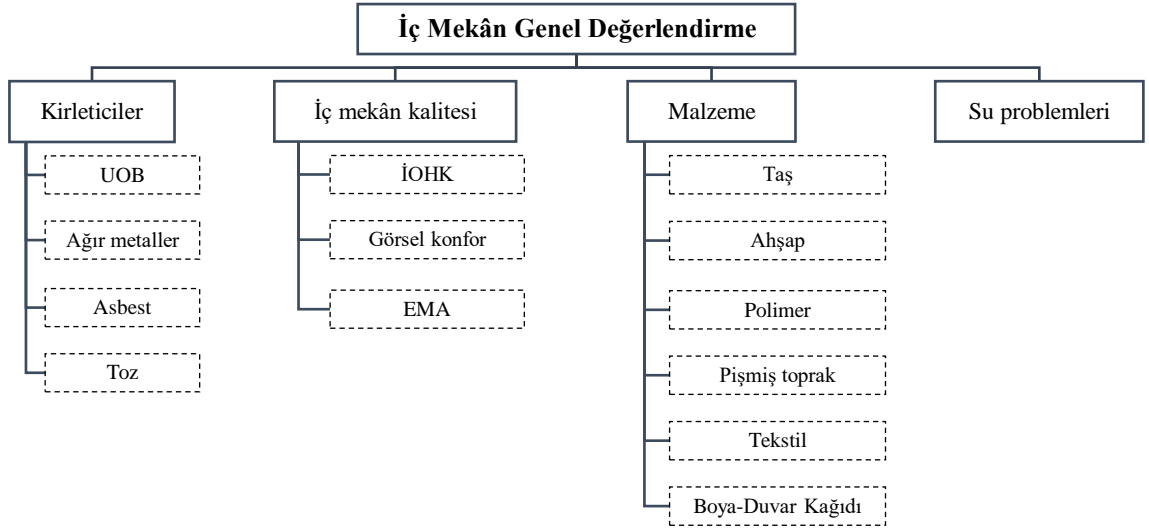 İç Mekân Genel Değerlendirme
Kirleticiler
UOB
Ağır metaller
Asbest
Toz
İç mekân kalitesi
İOHK
Görsel konfor
EMA
Malzeme
Taş
Ahşap
Polimer
Pişmiş toprak
Tekstil
Boya-Duvar Kağıdı
Su problemleri